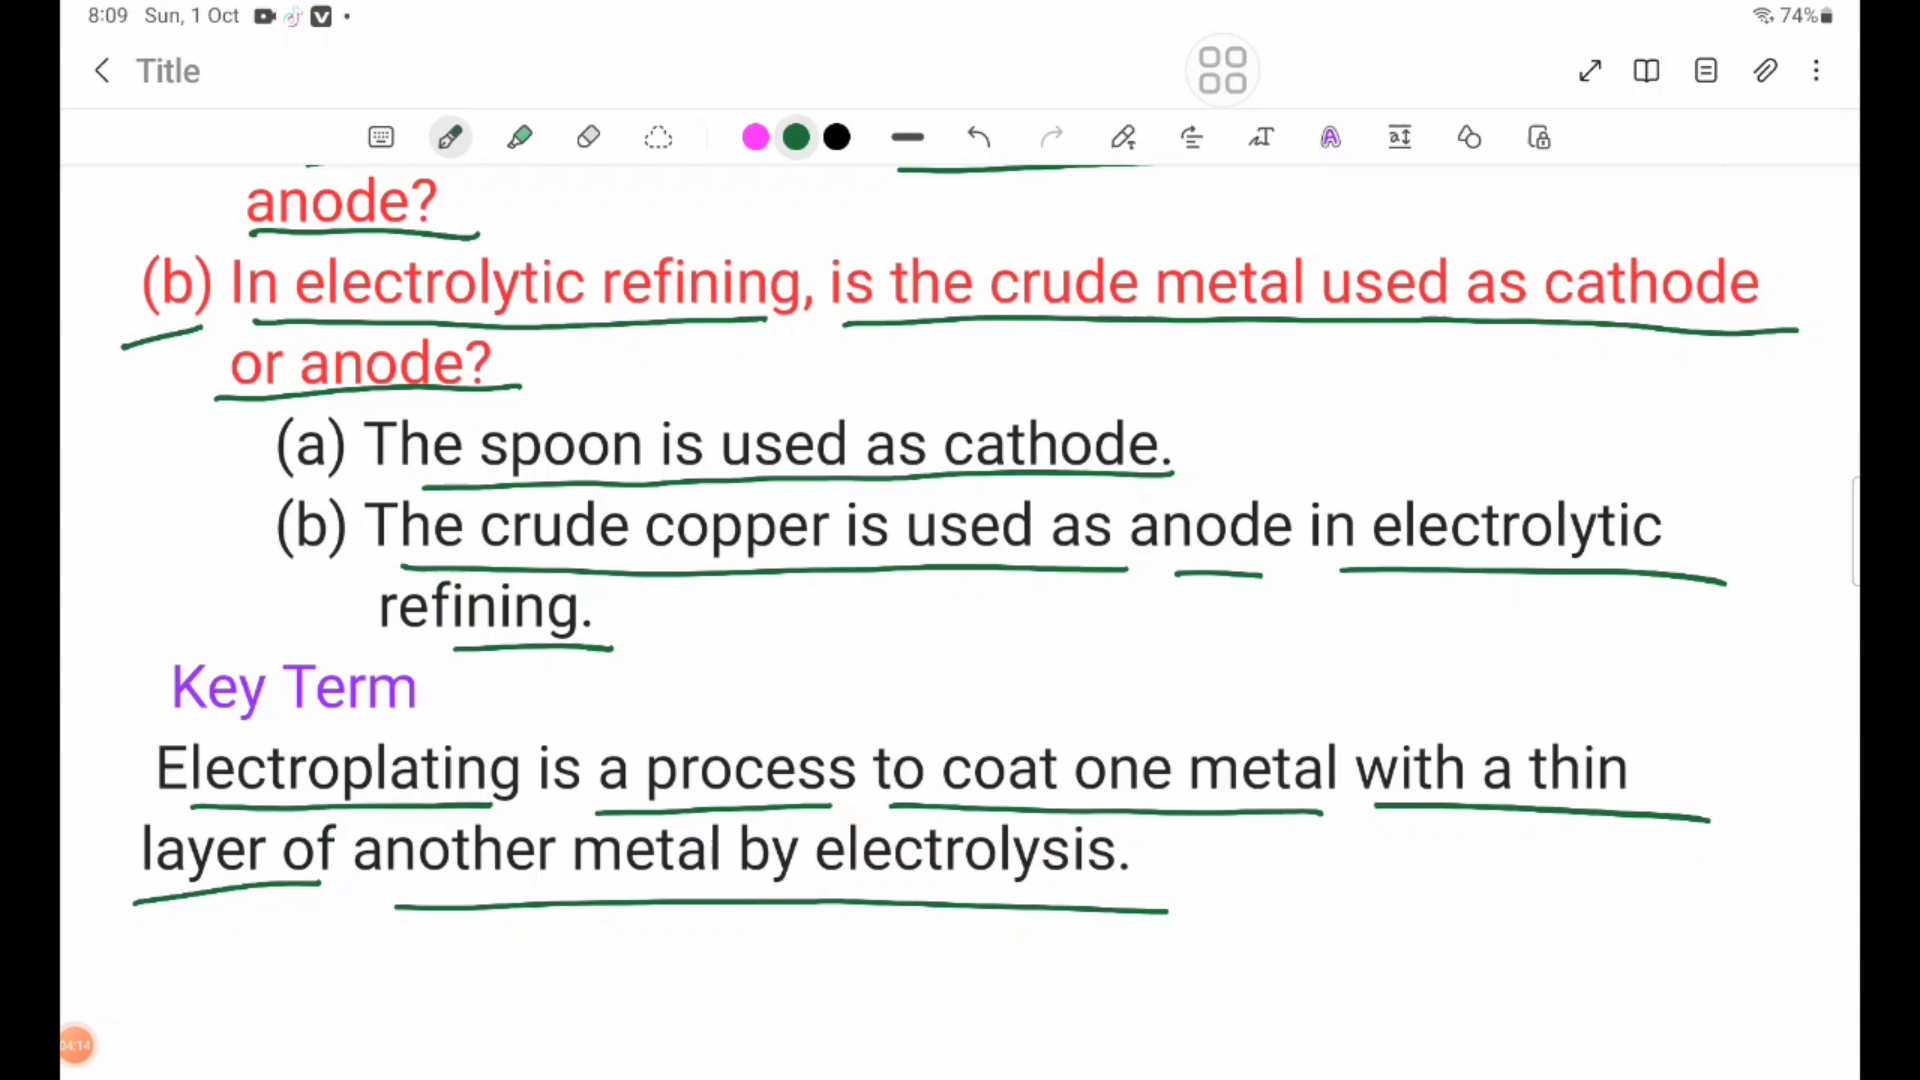 8:09 Sun, 1 Oct
74%
Title
anode?
(b) In electrolytic refining, is the crude metal used as cathode
or anode?
(a) The spoon is used as cathode.
(b) The crude copper is used as anode in electrolytic
refining.
Key Term
Electroplating is a process to coat one metal with a thin
layer of another metal by electrolysis.
04:14